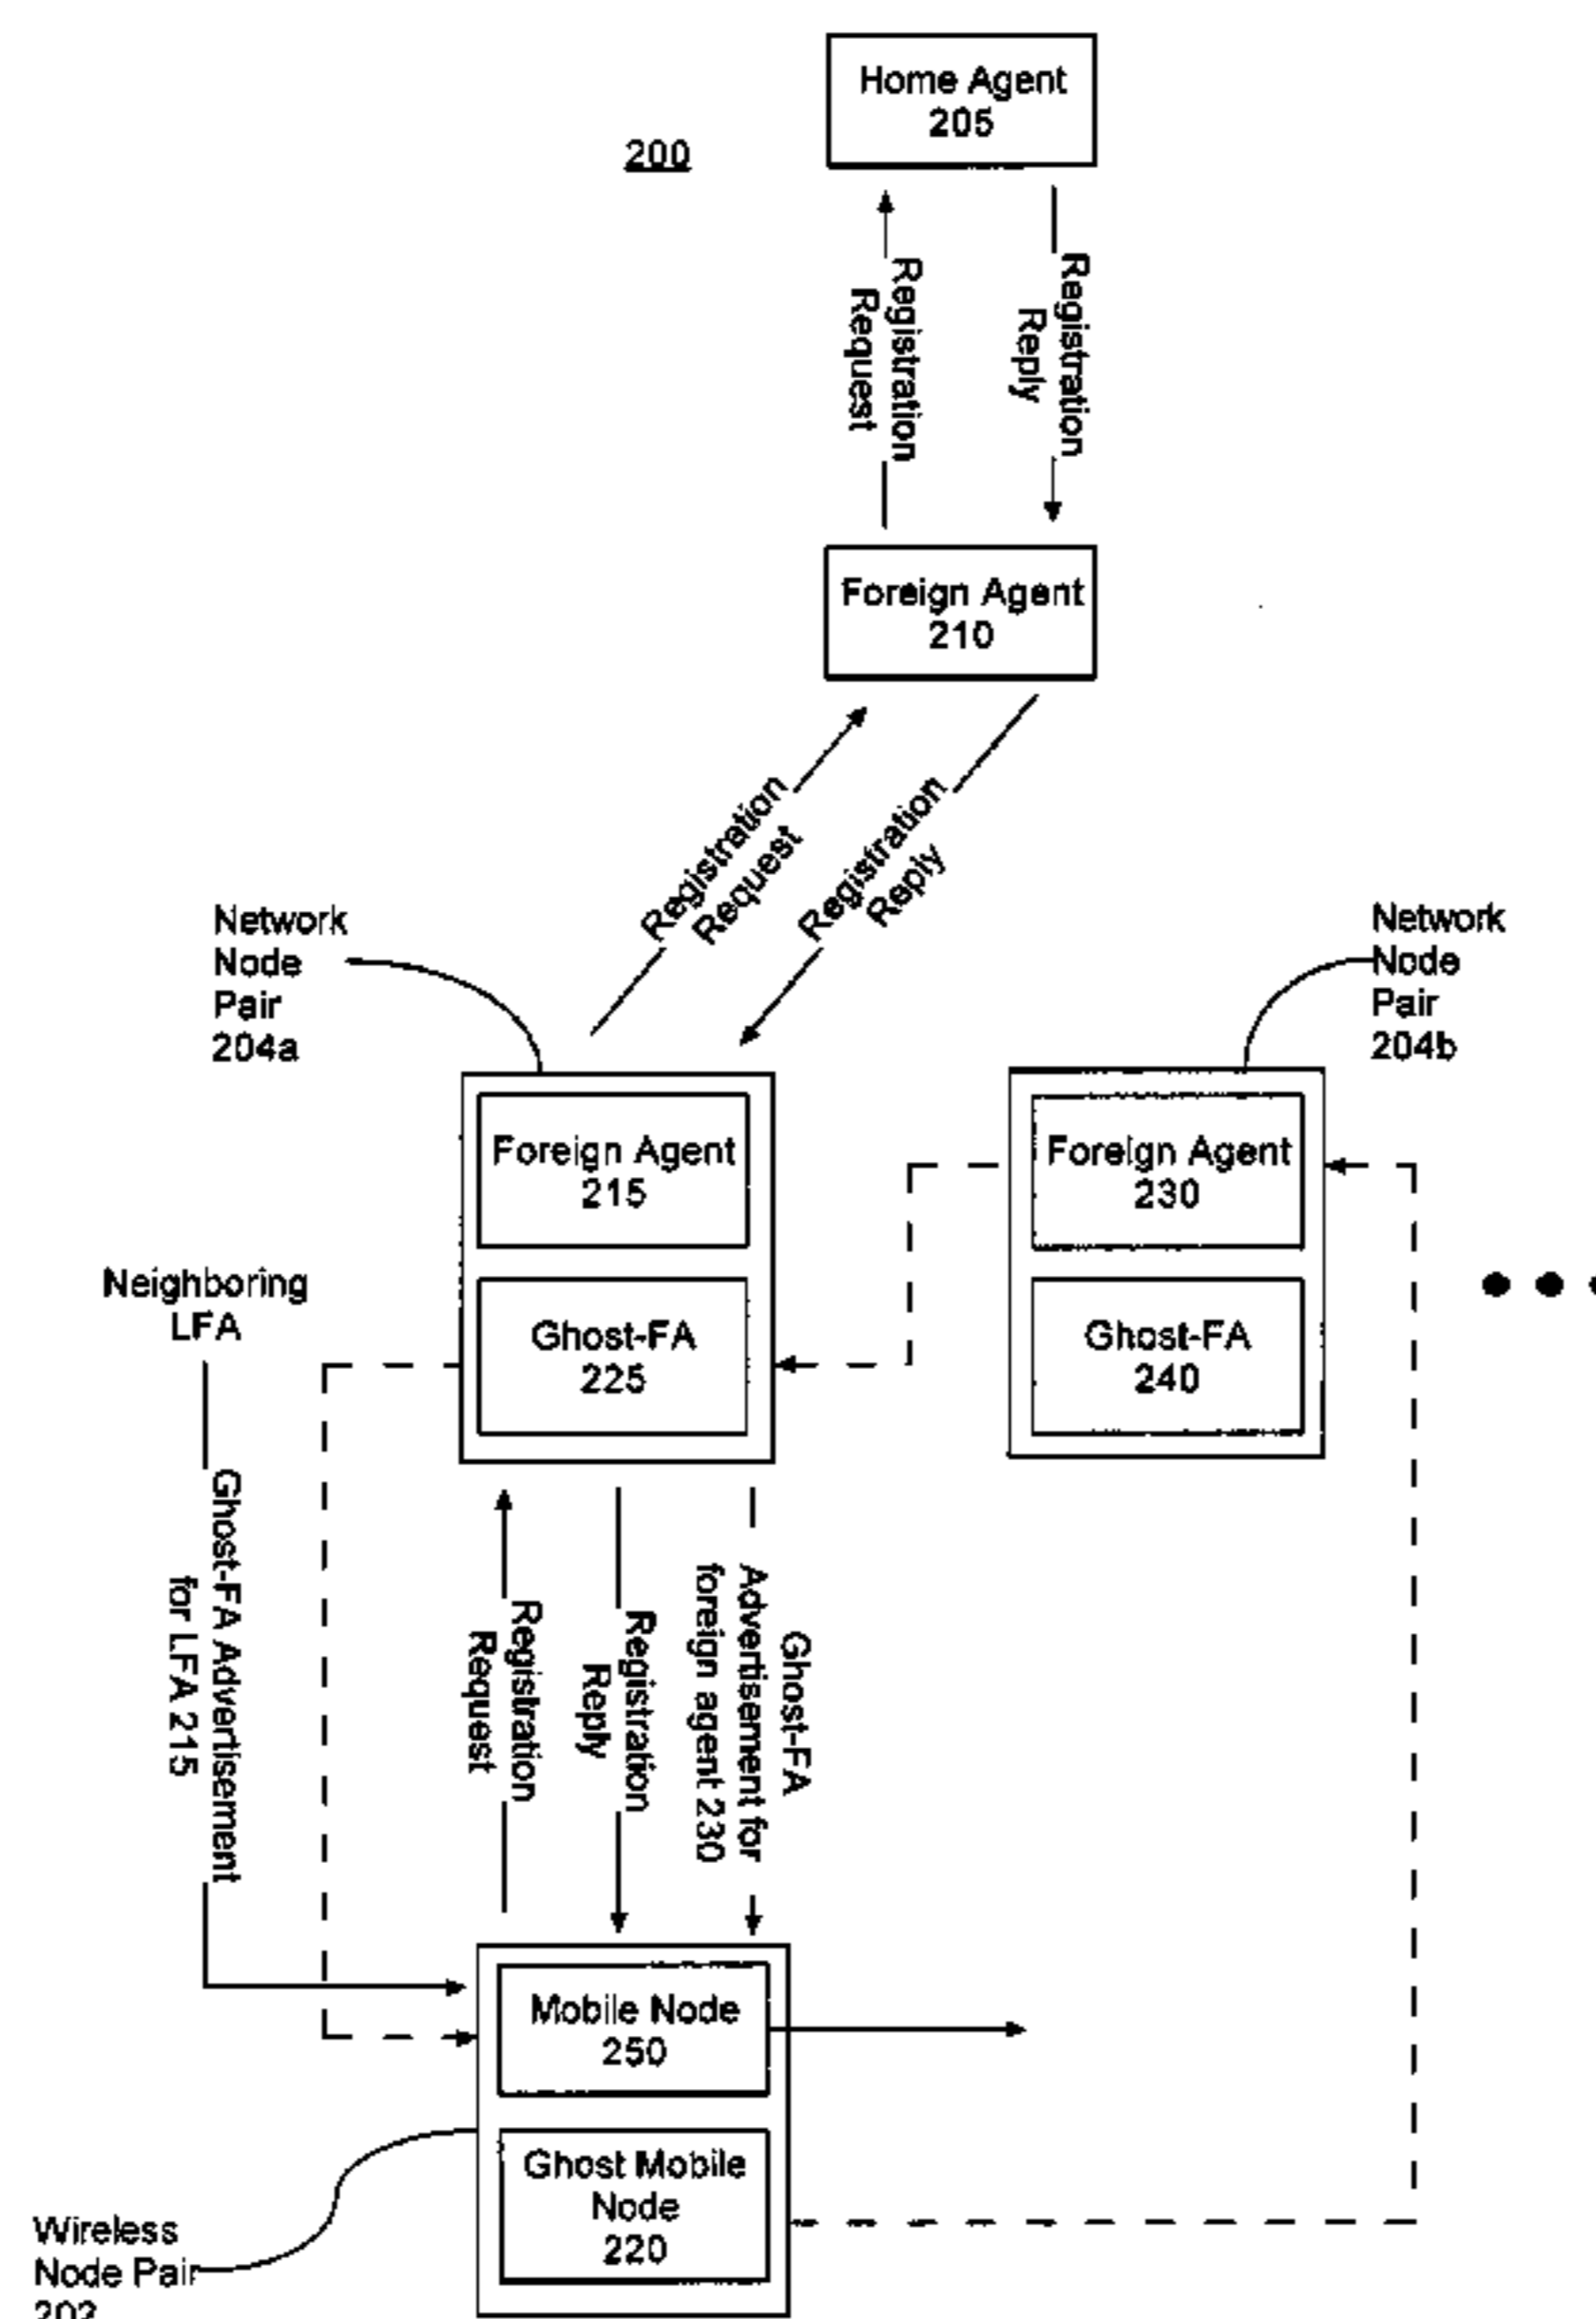 Home Agent
205
200
Registration
Request
Registration
Reply
Foreign Agent
210
Registration
Request
Registration
Reply
Network
Node
Pair
204a
Network
Node
Pair
204b
Foreign Agent
215
Foreign Agent
230
Neighboring
LFA
Ghost-FA
225
Ghost-FA
240
Ghost-FA Advertisement
for LFA 215
Registration
Request
Registration
Reply
Ghost-FA
Advertisement for
foreign agent 230
Mobile Node
250
Ghost Mobile
Node
220
Wireless
Node Pair
202